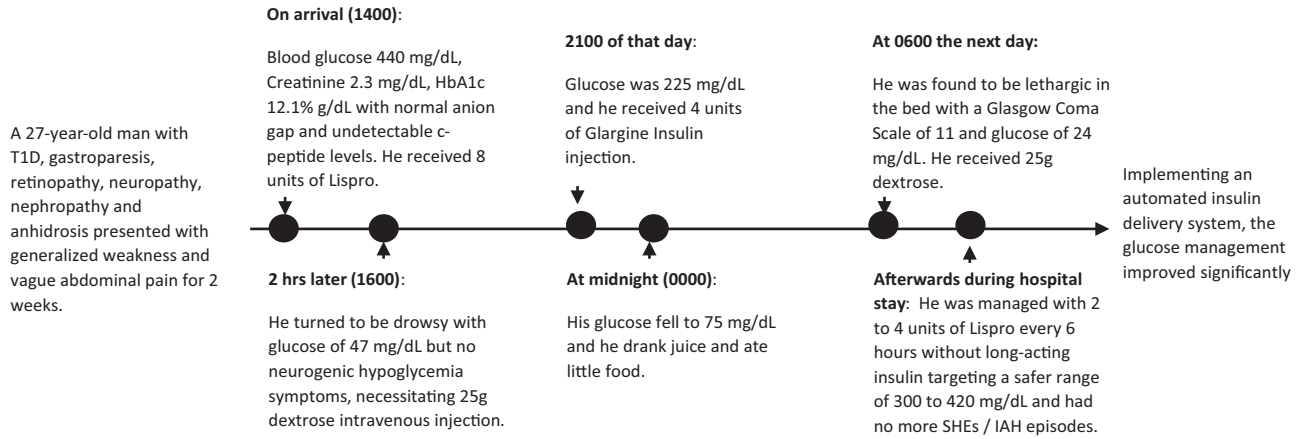 A 27-year-old man with
T1D, gastroparesis,
retinopathy, neuropathy,
nephropathy and
anhidrosis presented with
generalized weakness and
vague abdominal pain for 2
weeks.
On arrival (1400):
Blood glucose 440 mg/dL,
Creatinine 2.3 mg/dL, HbA1c
12.1% g/dL with normal anion
gap and undetectable c-
peptide levels. He received 8
units of Lispro.
2 hrs later (1600):
He turned to be drowsy with
glucose of 47 mg/dL but no
neurogenic hypoglycemia
symptoms, necessitating 25g
dextrose intravenous injection.
2100 of that day:
Glucose was 225 mg/dL
and he received 4 units
of Glargine Insulin
injection.
At midnight (0000):
His glucose fell to 75 mg/dL
and he drank juice and ate
little food.
At 0600 the next day:
He was found to be lethargic in
the bed with a Glasgow Coma
Scale of 11 and glucose of 24
mg/dL. He received 25g
dextrose.
Afterwards during hospital
stay: He was managed with 2
to 4 units of Lispro every 6
hours without long-acting
insulin targeting a safer range
of 300 to 420 mg/dL and had
no more SHEs / IAH episodes.
Implementing an
automated insulin
delivery system, the
glucose management
improved significantly